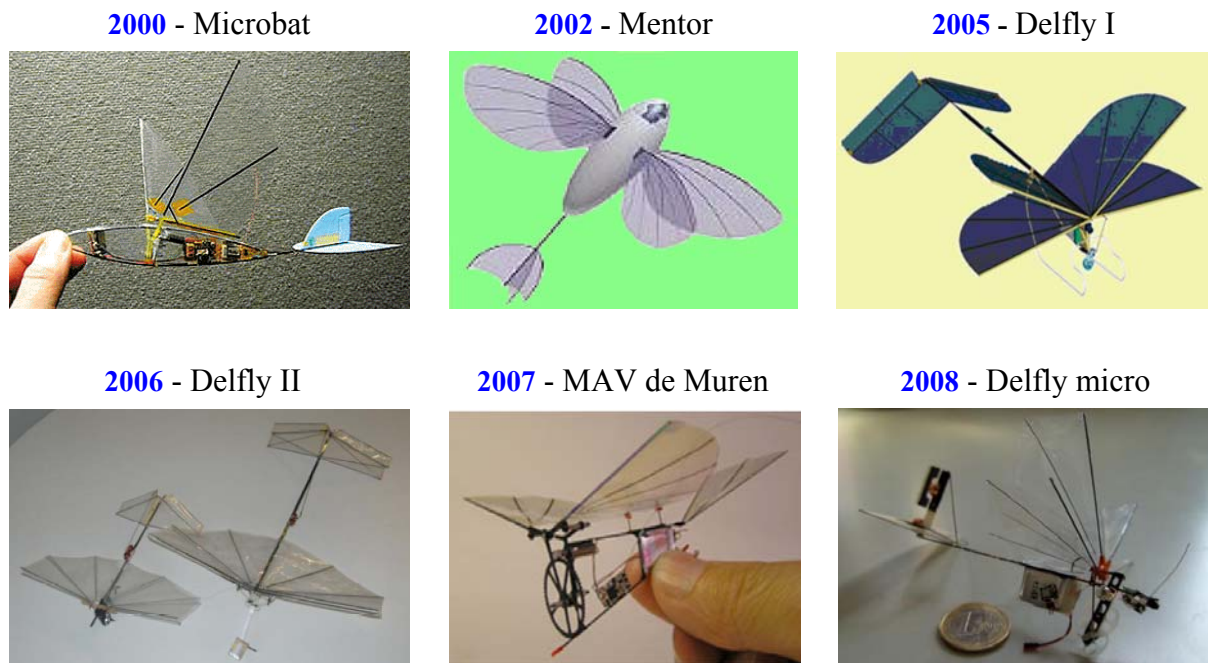 2000 - Microbat
2002 - Mentor
2005 - Delfly I
2006 - Delfly II
2007 - MAV de Muren
2008 - Delfly micro